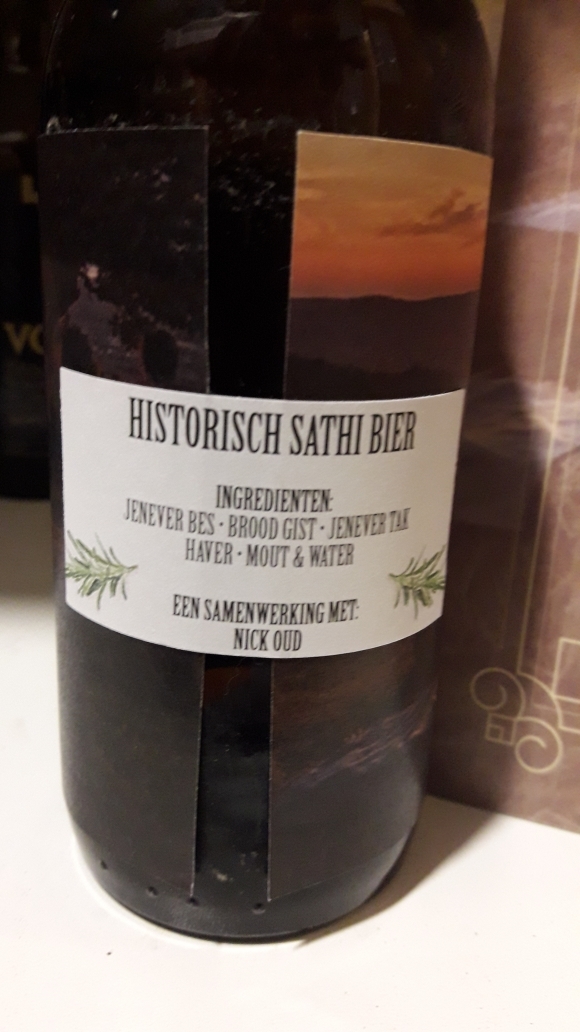 HISTORISCH SATHI BIER
INGREDIENTEN:
JENEVER BES • BROOD GIST • JENEVER TAK
HAVER • MOUT & WATER
EEN SAMENWERKING MET:
NICK OUD